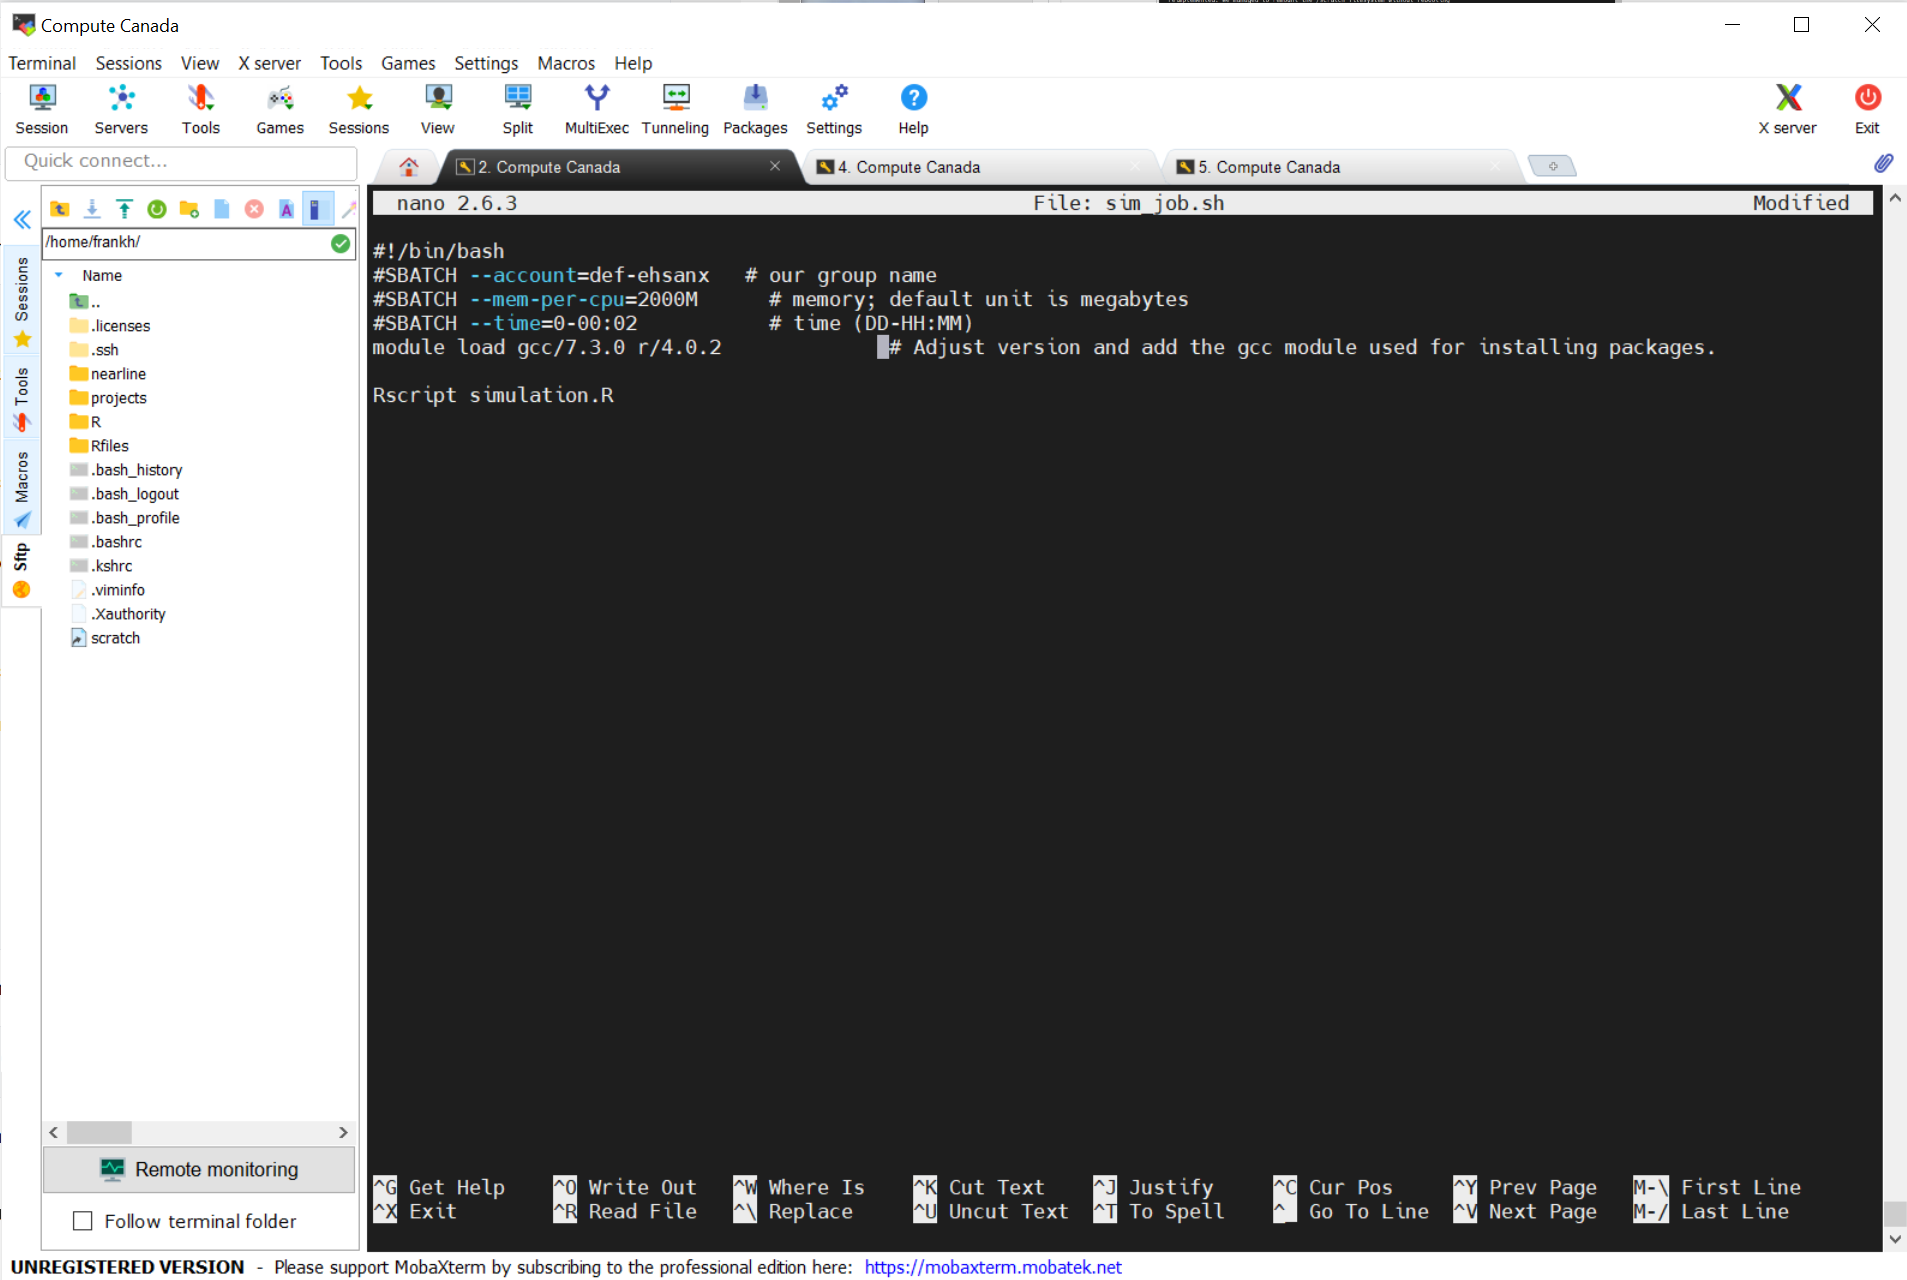 Compute Canada
Terminal Sessions View X server Tools Games Settings Macros Help
Session Servers Tools Games Sessions View Split MultiExec Tunneling Packages Settings Help X server Exit
Quick connect...
2. Compute Canada
4. Compute Canada
5. Compute Canada
Sessions
Tools
Macros
Sftp
/home/frankh/
Name
..
.licenses
.ssh
nearline
projects
R
Rfiles
.bash_history
.bash_logout
.bash_profile
.bashrc
.kshrc
.viminfo
.Xauthority
scratch
Remote monitoring
Follow terminal folder
nano 2.6.3 File: sim_job.sh Modified
#!/bin/bash
#SBATCH --account=def-ehsanx # our group name
#SBATCH --mem-per-cpu=2000M # memory; default unit is megabytes
#SBATCH --time=0-00:02 # time (DD-HH:MM)
module load gcc/7.3.0 r/4.0.2 # Adjust version and add the gcc module used for installing packages.
Rscript simulation.R
^G Get Help ^O Write Out ^W Where Is ^K Cut Text ^J Justify ^C Cur Pos ^Y Prev Page M-\ First Line
^X Exit ^R Read File ^\ Replace ^U Uncut Text ^T To Spell ^_ Go To Line ^V Next Page M-/ Last Line
UNREGISTERED VERSION - Please support MobaXterm by subscribing to the professional edition here: https://mobaxterm.mobatek.net